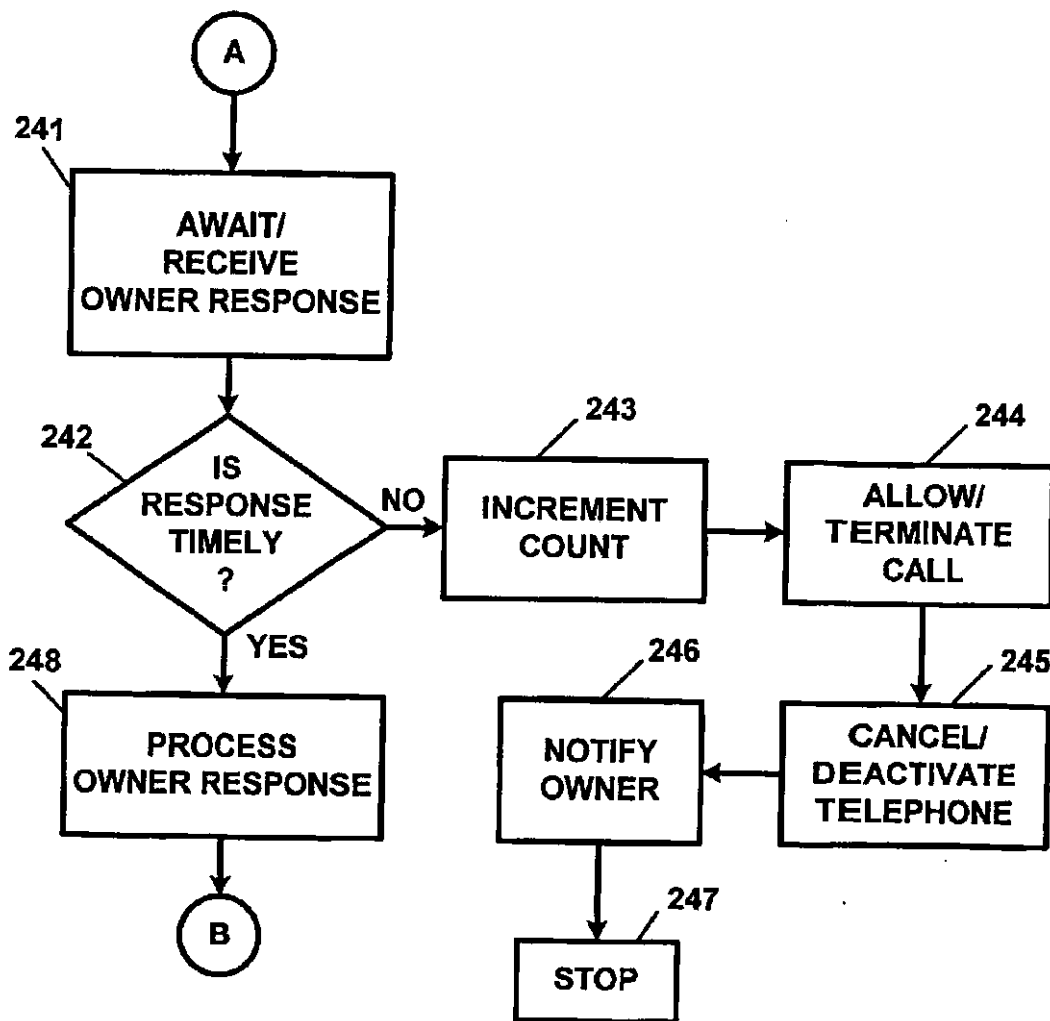 A
241
AWAIT/
RECEIVE
OWNER RESPONSE
242
IS
RESPONSE
TIMELY
?
NO
243
INCREMENT
COUNT
244
ALLOW/
TERMINATE
CALL
YES
248
PROCESS
OWNER RESPONSE
246
NOTIFY
OWNER
245
CANCEL/
DEACTIVATE
TELEPHONE
B
247
STOP